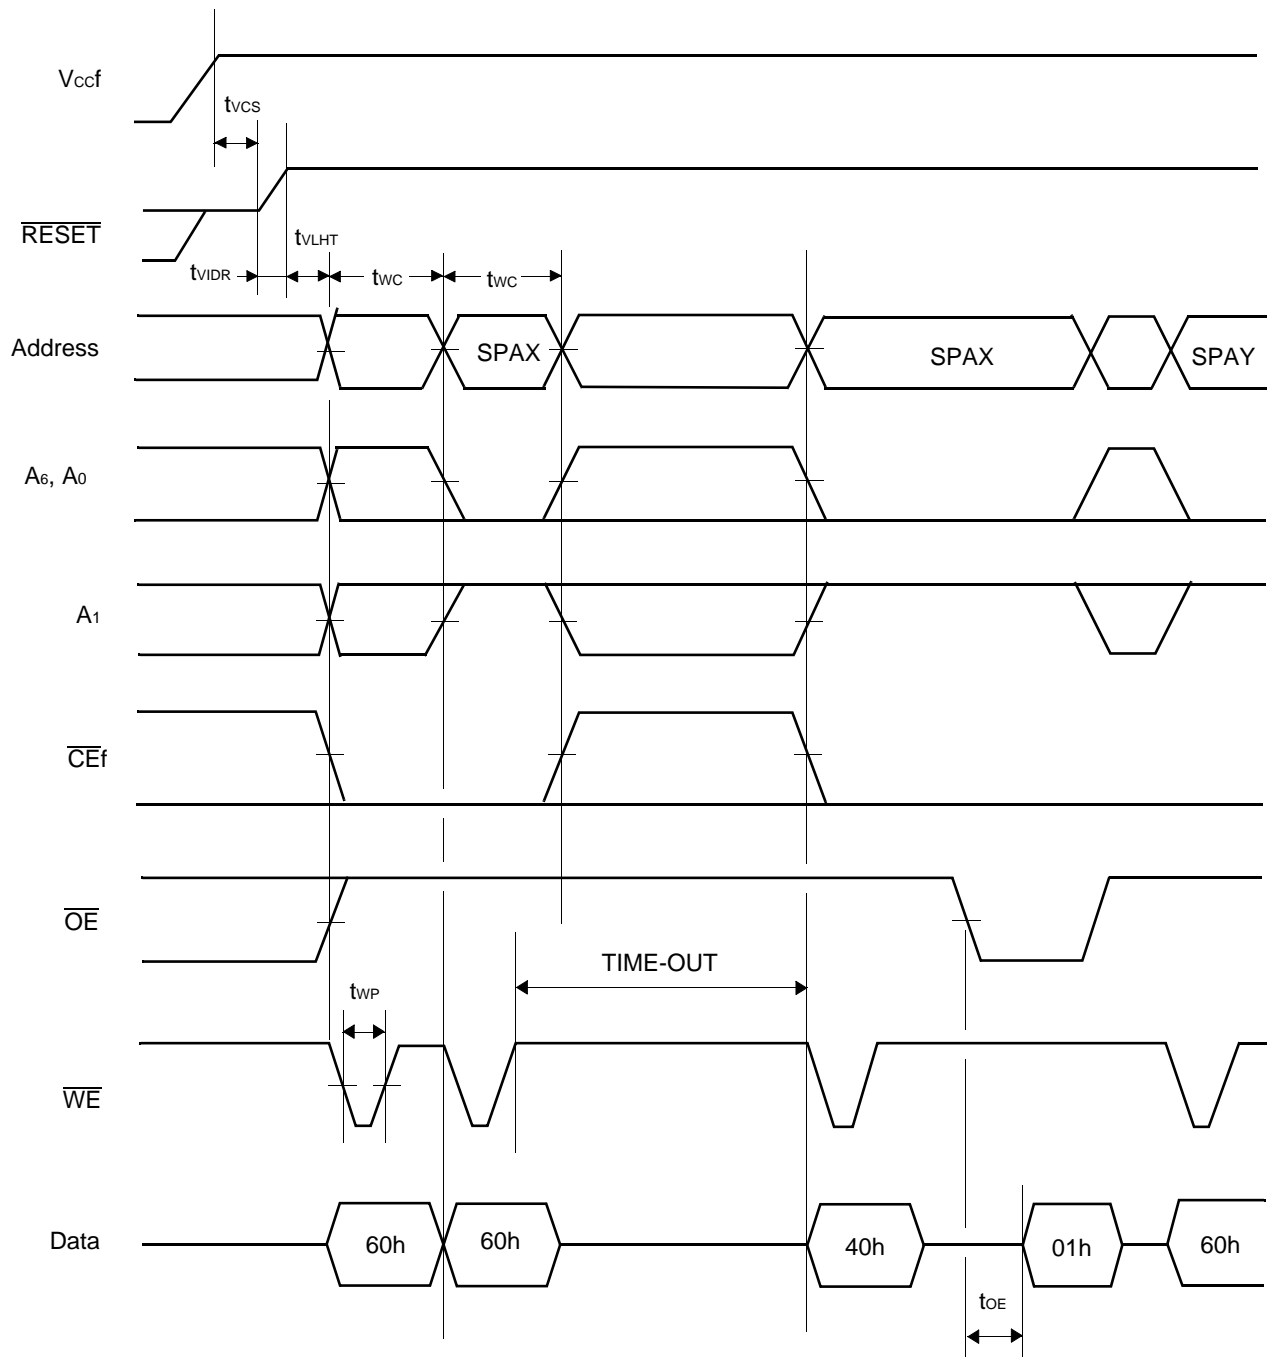 VCCf
tVCS
RESET
tVLHT
tVIDR
tWC
tWC
Address
SPAX
SPAX
SPAY
A6, A0
A1
CEf
OE
TIME-OUT
tWP
WE
Data
60h
60h
40h
01h
60h
tOE